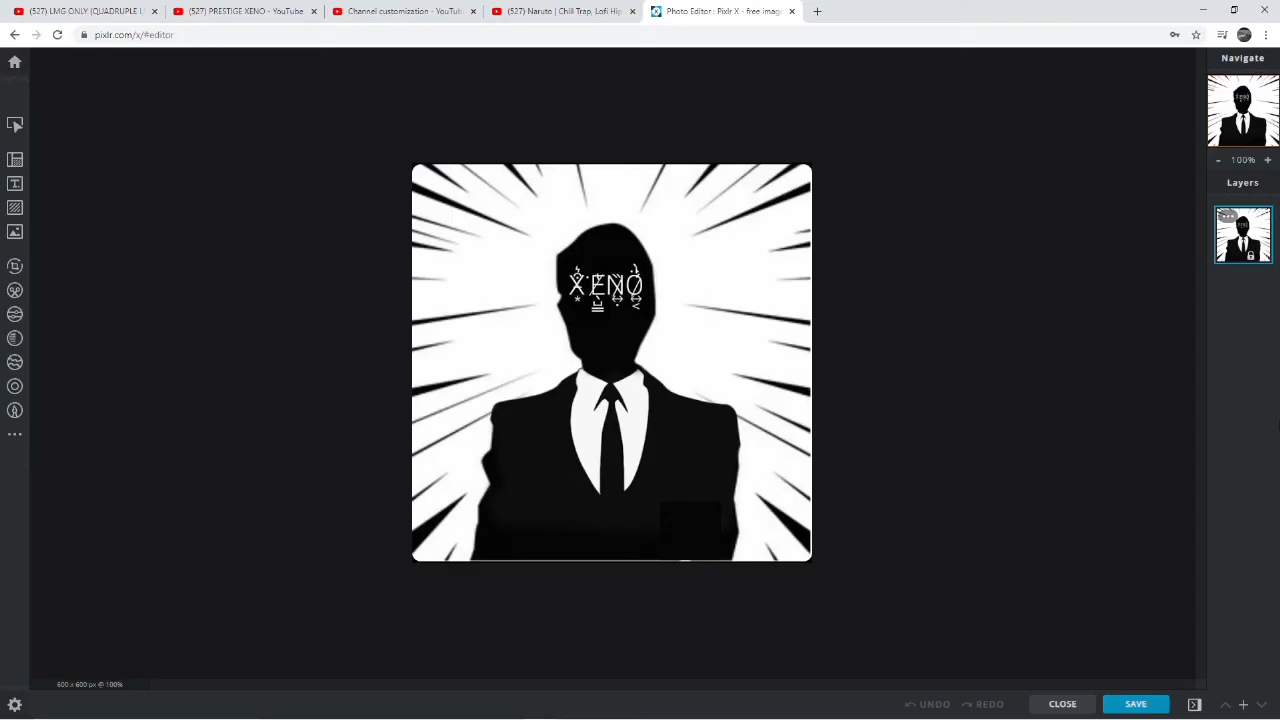 (527) LMG ONLY (QUADRUPLE L
(527) PRESTIGE XENO - YouTube
Channel customization - YouTub
(527) Naruto | Chill Trap, Lofi Hip
Photo Editor : Pixlr X - free imag
pixlr.com/x/#editor
Navigate
- 100% +
Layers
XENO
600 x 600 px @ 100%
UNDO
REDO
CLOSE
SAVE